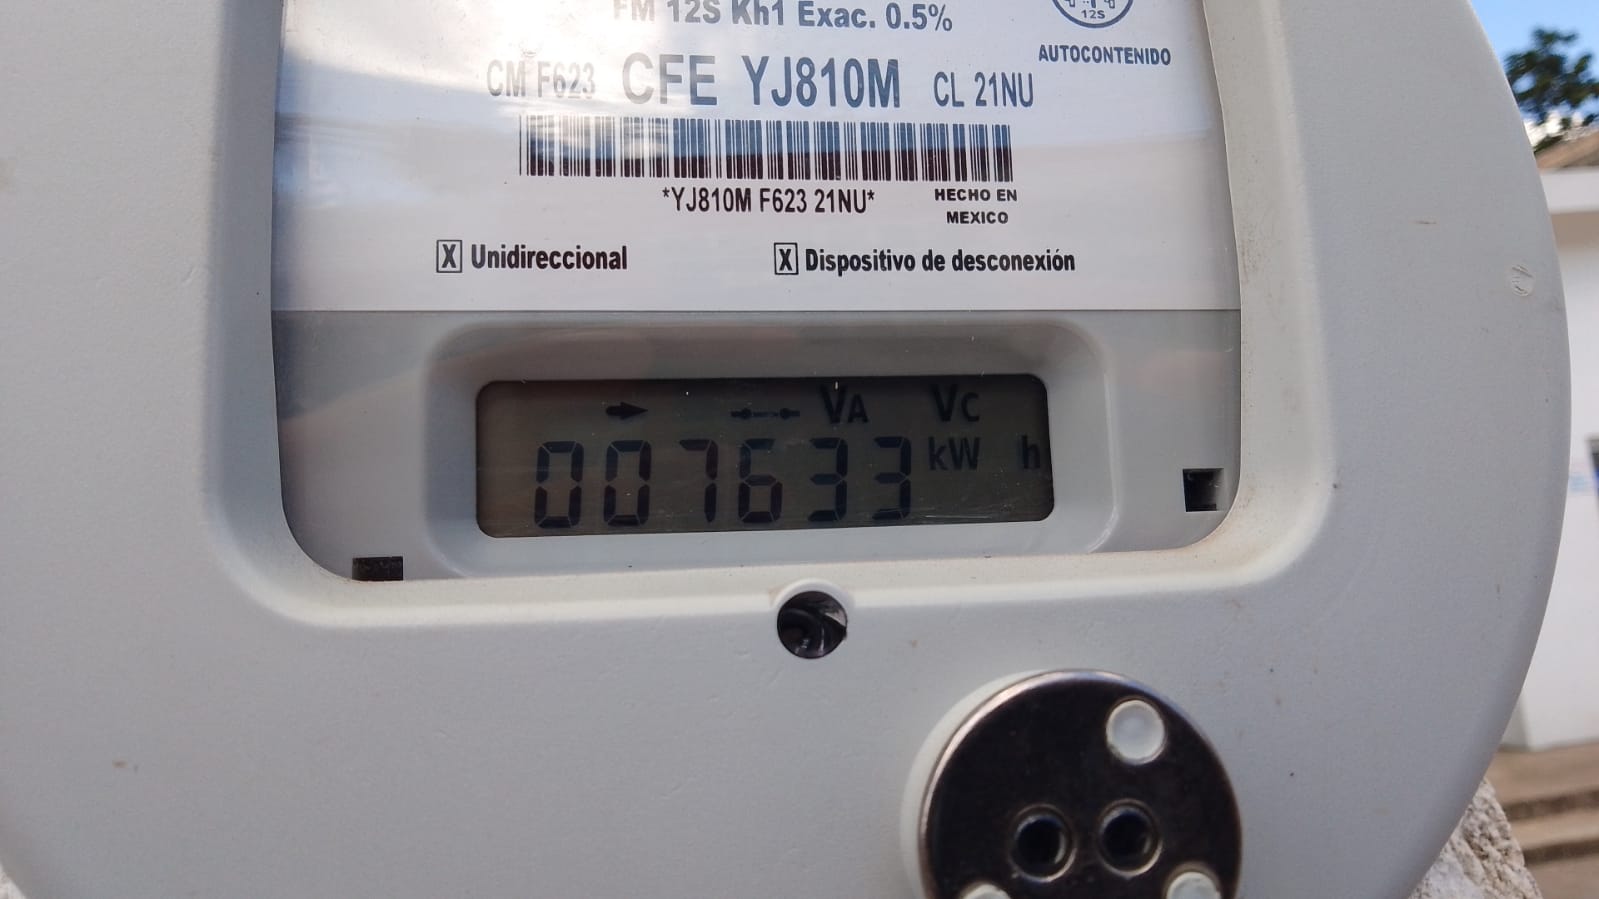 FM 12S Kh1 Exac. 0.5%
12S
AUTOCONTENIDO
CM F623 CFE YJ810M CL 21NU
*YJ810M F623 21NU*
HECHO EN
MEXICO
X Unidireccional
X Dispositivo de desconexión
VA VC
007633 kW h